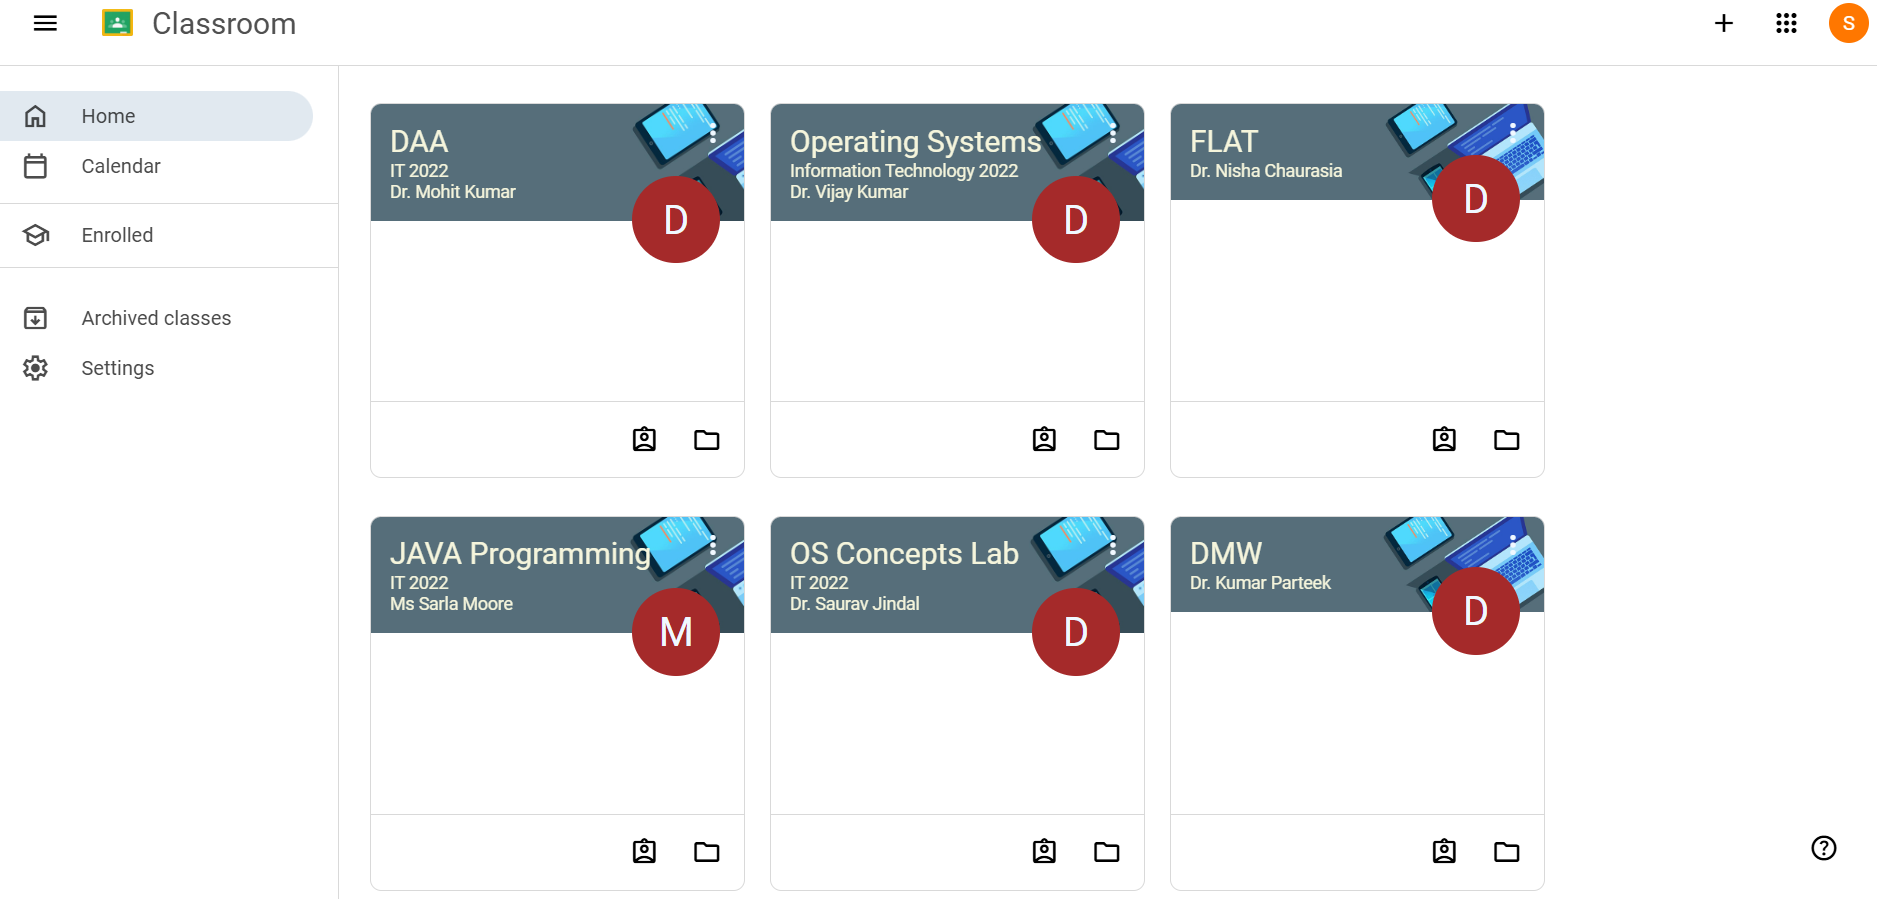 Classroom
S
Home
Calendar
Enrolled
Archived classes
Settings
DAA
IT 2022
Dr. Mohit Kumar
D
Operating Systems
Information Technology 2022
Dr. Vijay Kumar
D
FLAT
Dr. Nisha Chaurasia
D
JAVA Programming
IT 2022
Ms Sarla Moore
M
OS Concepts Lab
IT 2022
Dr. Saurav Jindal
D
DMW
Dr. Kumar Parteek
D